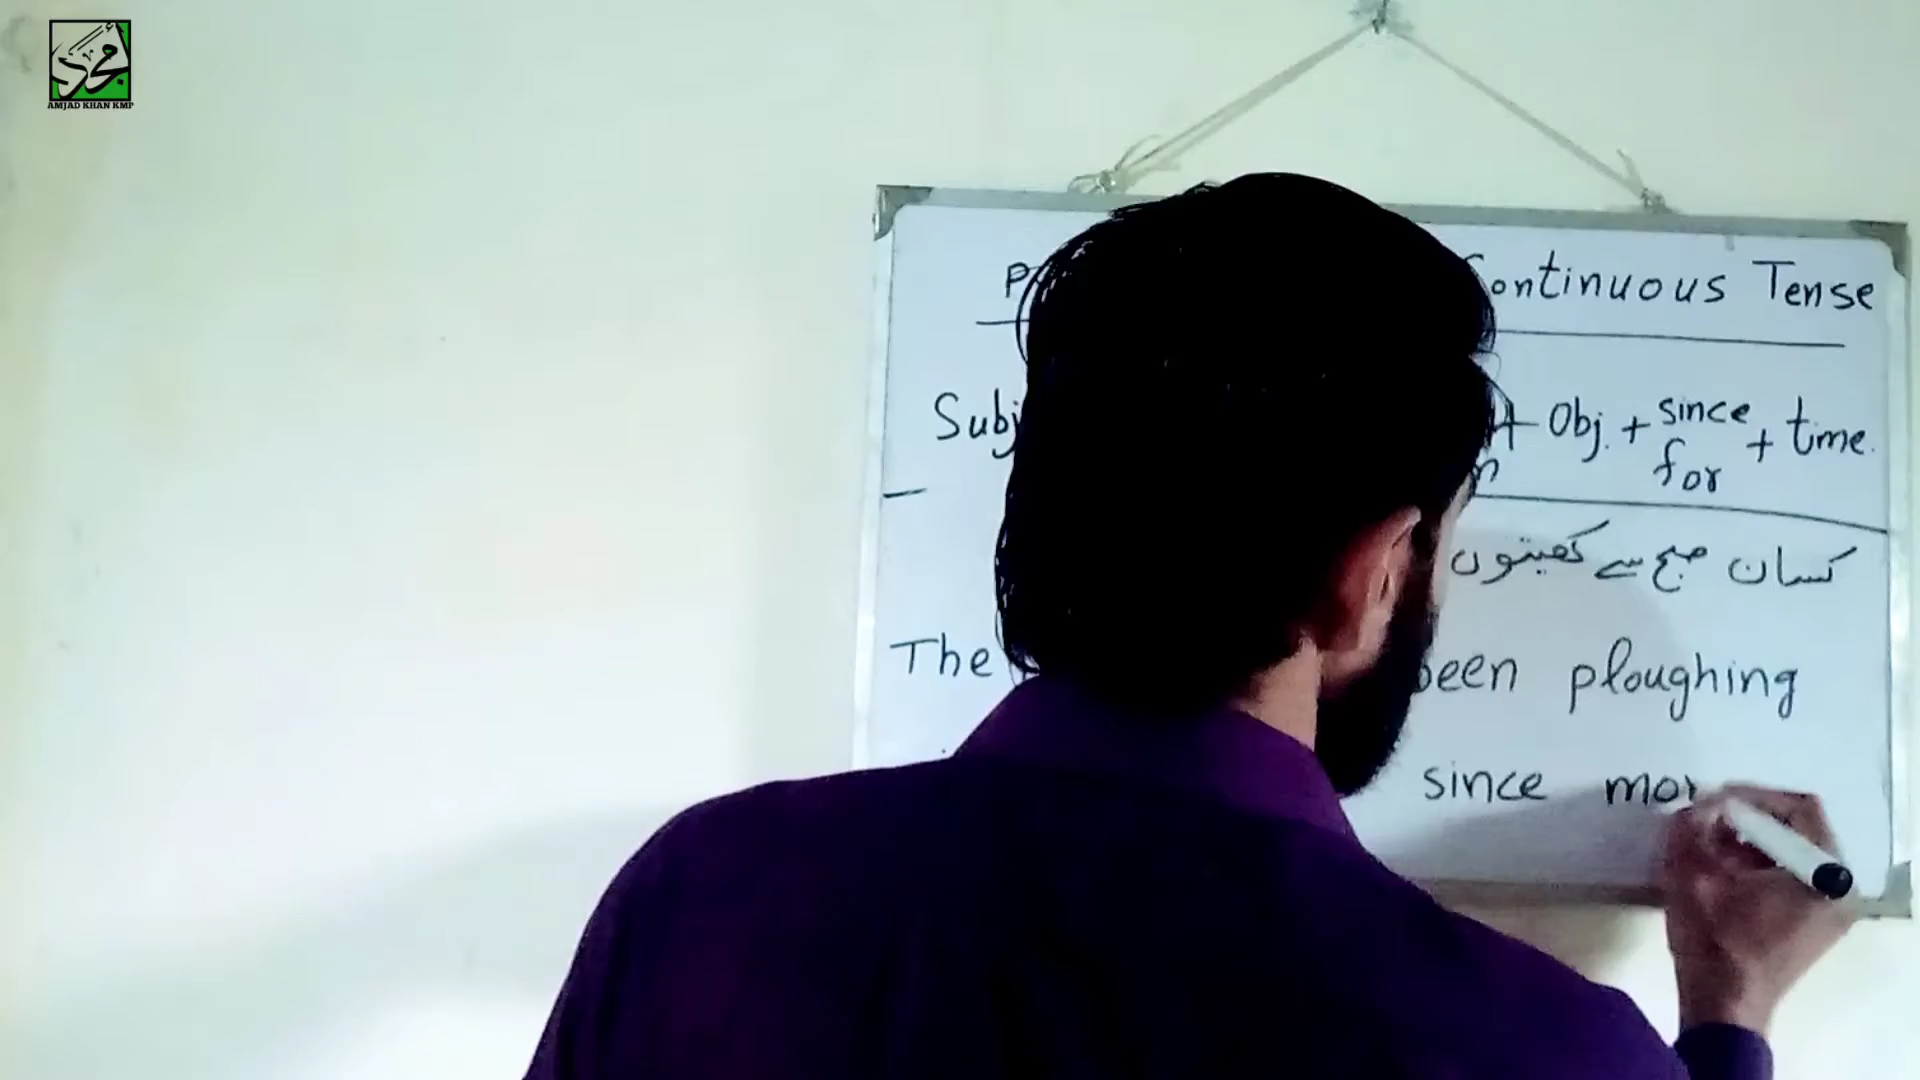 أمجد
AMJAD KHAN KMP
Continuous Tense
Subj + Obj. + since + time.
for
کسان صبح سے کھیتوں
The been ploughing
since mor